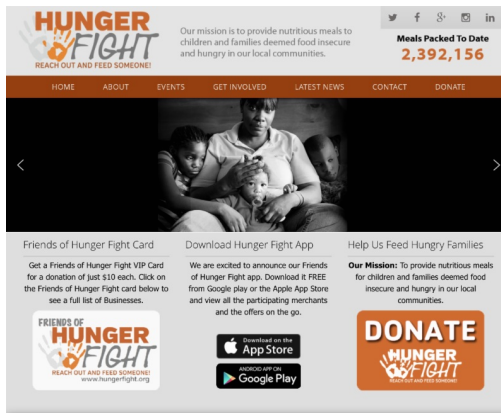 HUNGER
FIGHT
REACH OUT AND FEED SOMEONE!
Our mission is to provide nutritious meals to
children and families deemed food insecure
and hungry in our local communities.
Meals Packed To Date
2,392,156
HOME ABOUT EVENTS GET INVOLVED LATEST NEWS CONTACT DONATE
Friends of Hunger Fight Card
Get a Friends of Hunger Fight VIP Card
for a donation of just $10 each. Click on
the Friends of Hunger Fight card below to
see a full list of Businesses.
FRIENDS OF
HUNGER
FIGHT
REACH OUT AND FEED SOMEONE!
www.hungerfight.org
Download Hunger Fight App
We are excited to announce our Friends
of Hunger Fight app. Download it FREE
from Google play or the Apple App Store
and view all the participating merchants
and the offers on the go.
Download on the
App Store
ANDROID APP ON
Google Play
Help Us Feed Hungry Families
Our Mission: To provide nutritious meals
for children and families deemed food
insecure and hungry in our local
communities.
DONATE
HUNGER
FIGHT
REACH OUT AND FEED SOMEONE!